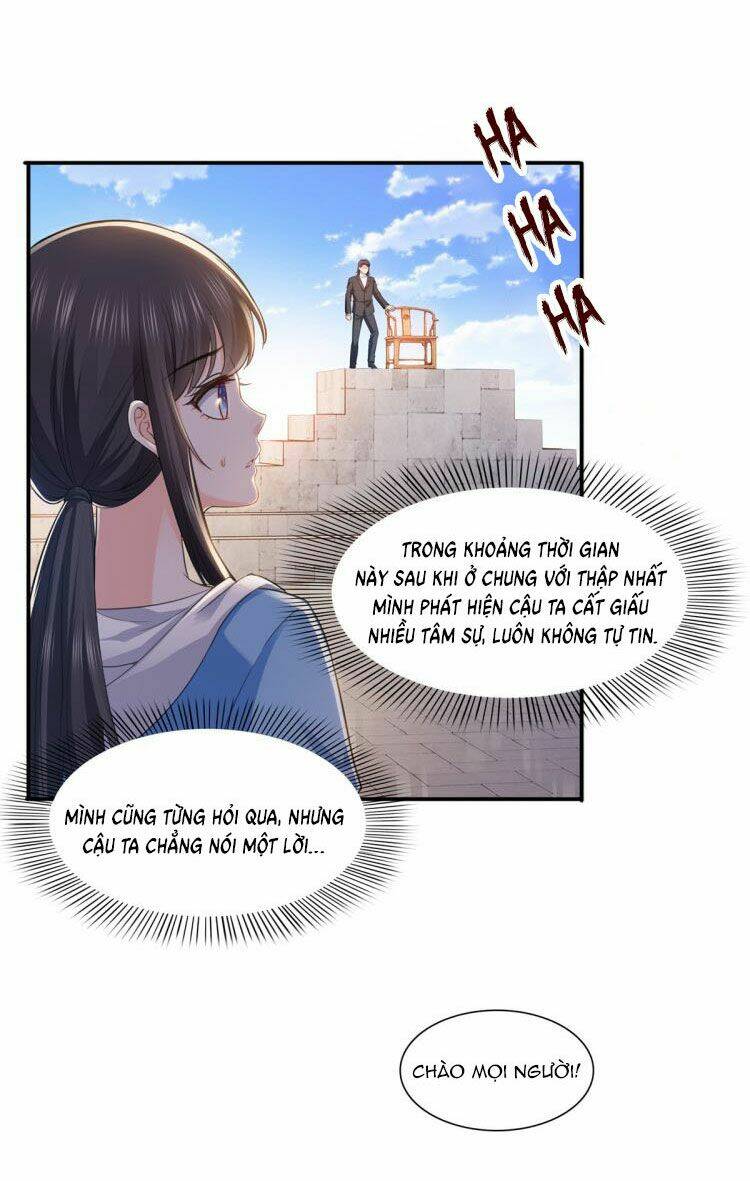 HA
HA
HA
TRONG KHOẢNG THỜI GIAN
NÀY SAU KHI Ở CHUNG VỚI THẬP NHẤT
MÌNH PHÁT HIỆN CẬU TA CẤT GIẤU
NHIỀU TÂM SỰ, LUÔN KHÔNG TỰ TIN.
MÌNH CŨNG TỪNG HỎI QUA, NHƯNG
CẬU TA CHẲNG NÓI MỘT LỜI...
CHÀO MỌI NGƯỜI!